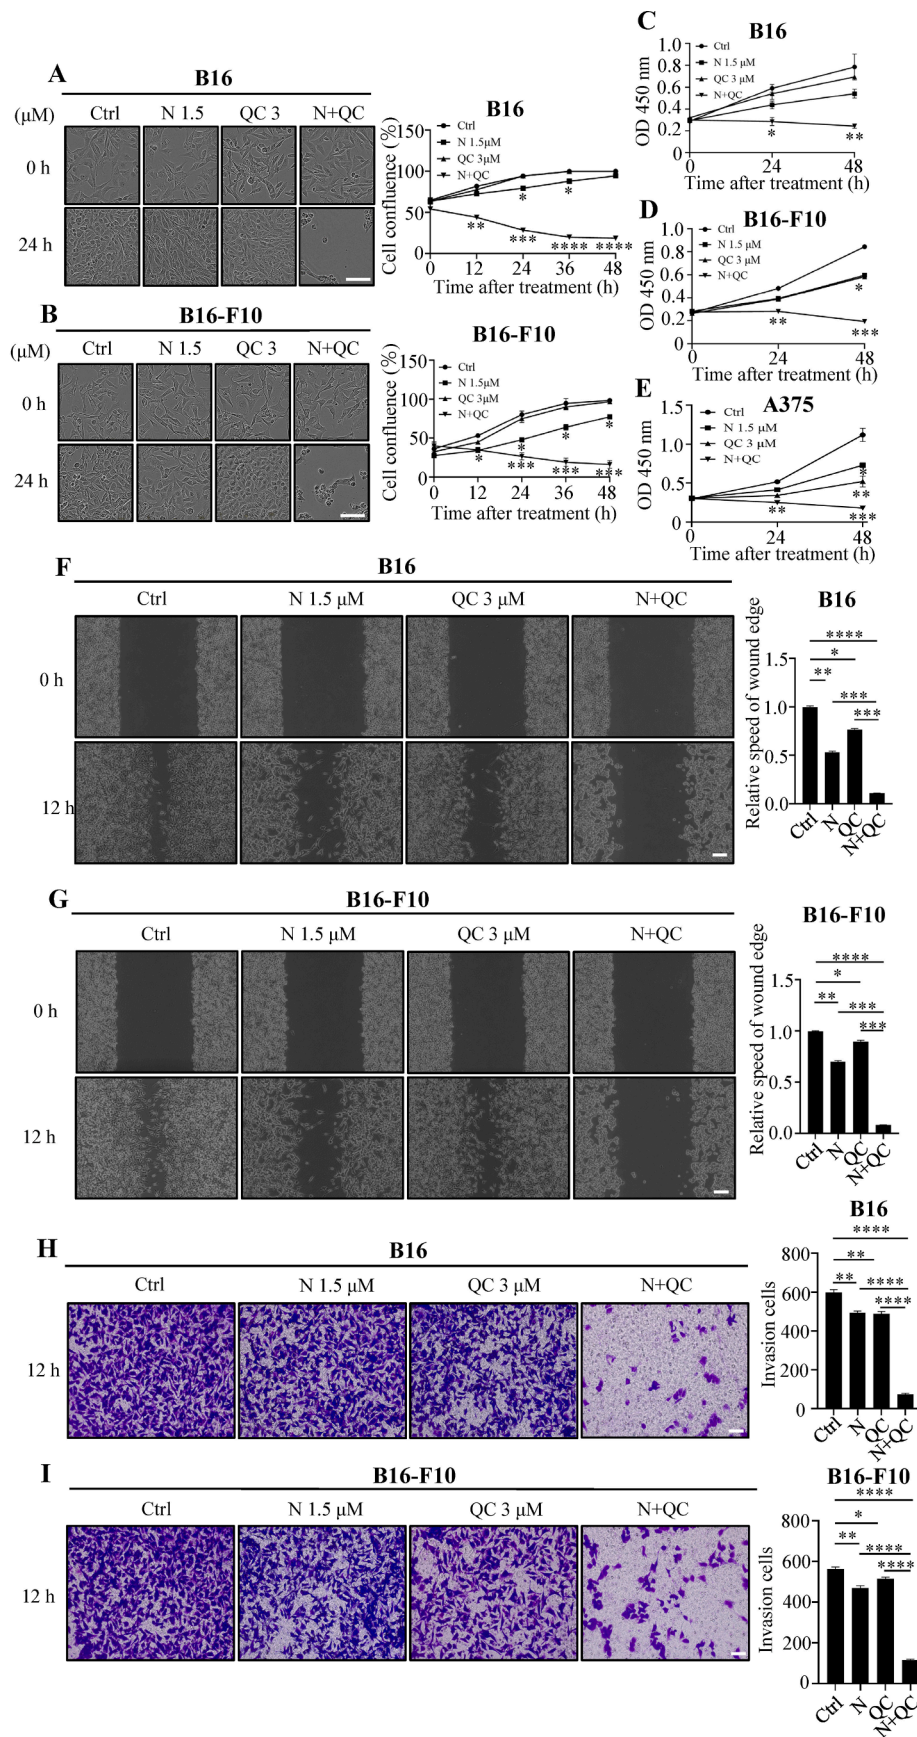 A
B16
(μM)
Ctrl
N 1.5
QC 3
N+QC
0 h
24 h
B16
Cell confluence (%)
150
100
50
0
Ctrl
N 1.5μM
QC 3μM
N+QC
*
*
**
***
****
****
0
12
24
36
48
Time after treatment (h)
C
B16
OD 450 nm
1.0
0.8
0.6
0.4
0.2
0
Ctrl
N 1.5 μM
QC 3 μM
N+QC
*
**
0
24
48
Time after treatment (h)
B
B16-F10
(μM)
Ctrl
N 1.5
QC 3
N+QC
0 h
24 h
B16-F10
Cell confluence (%)
150
100
50
0
Ctrl
N 1.5μM
QC 3μM
N+QC
*
*
*
*
***
***
***
0
12
24
36
48
Time after treatment (h)
D
B16-F10
OD 450 nm
1.0
0.8
0.6
0.4
0.2
0
Ctrl
N 1.5 μM
QC 3 μM
N+QC
*
**
***
0
24
48
Time after treatment (h)
E
A375
OD 450 nm
1.5
1.0
0.5
0
Ctrl
N 1.5 μM
QC 3 μM
N+QC
*
**
**
***
0
24
48
Time after treatment (h)
F
B16
Ctrl
N 1.5 μM
QC 3 μM
N+QC
0 h
12 h
B16
Relative speed of wound edge
1.5
1.0
0.5
0.0
****
*
**
***
***
Ctrl
N
QC
N+QC
G
B16-F10
Ctrl
N 1.5 μM
QC 3 μM
N+QC
0 h
12 h
B16-F10
Relative speed of wound edge
1.5
1.0
0.5
0.0
****
*
**
***
***
Ctrl
N
QC
N+QC
H
B16
Ctrl
N 1.5 μM
QC 3 μM
N+QC
12 h
B16
Invasion cells
800
600
400
200
0
****
**
**
****
****
Ctrl
N
QC
N+QC
I
B16-F10
Ctrl
N 1.5 μM
QC 3 μM
N+QC
12 h
B16-F10
Invasion cells
800
600
400
200
0
****
*
**
****
****
Ctrl
N
QC
N+QC